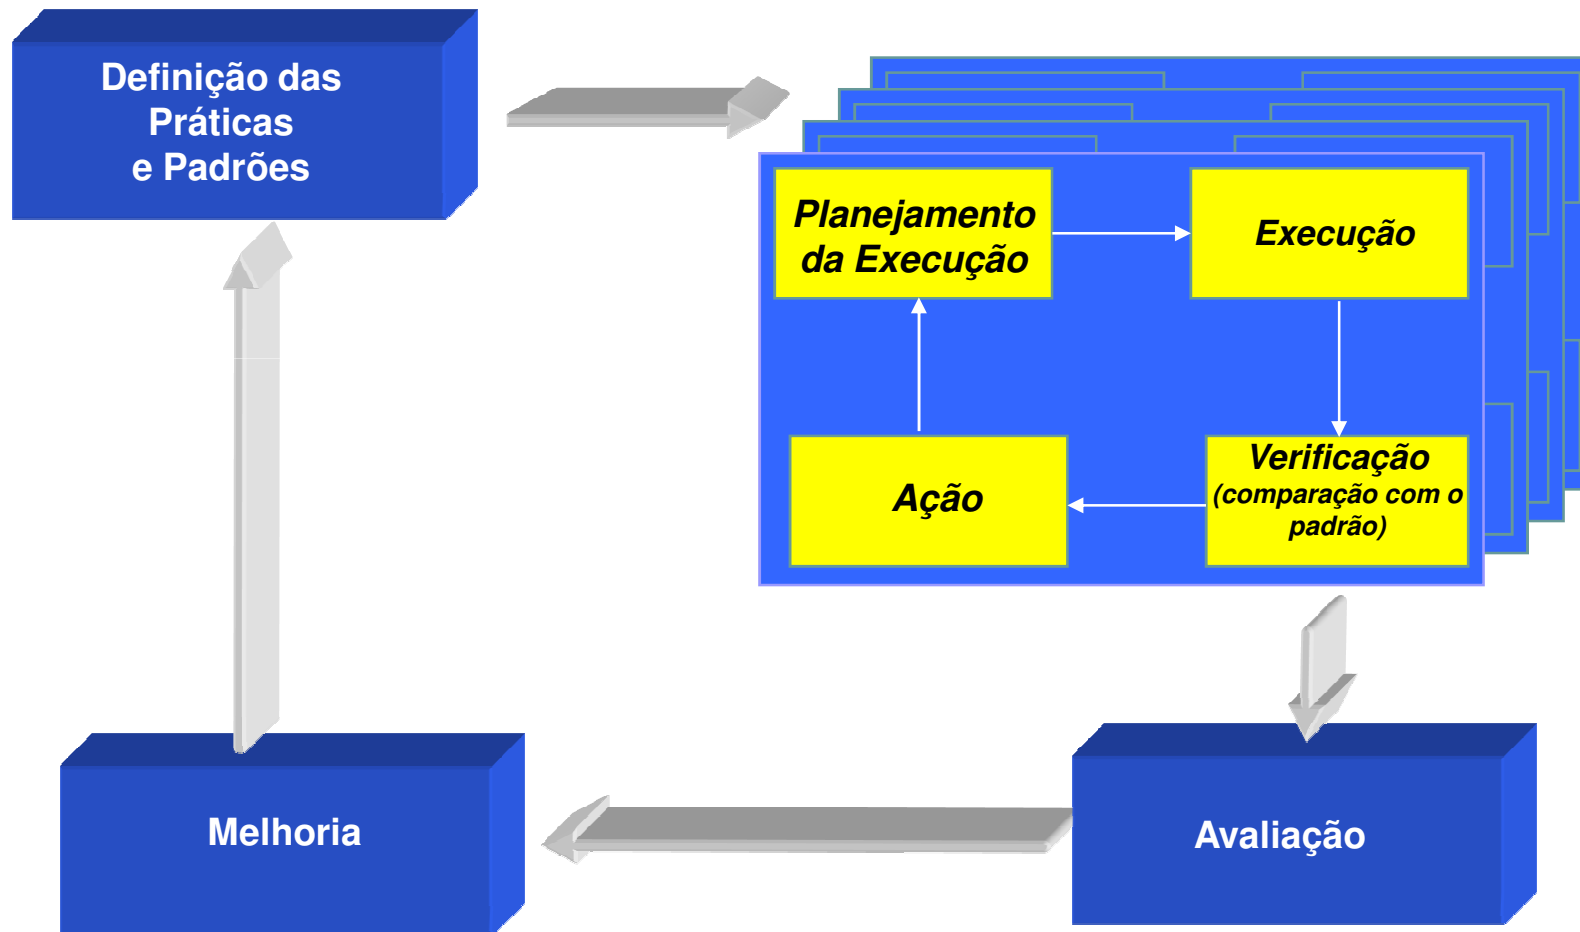 Definição das
Práticas
e Padrões
Planejamento
da Execução
Execução
Ação
Verificação
(comparação com o
padrão)
Melhoria
Avaliação